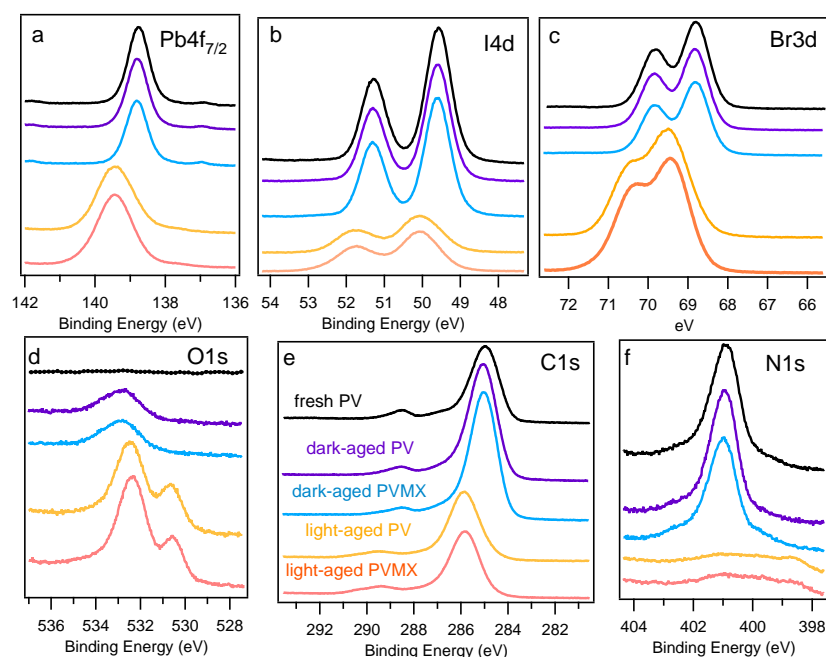 a Pb4f7/2
b I4d
c Br3d
142 140 138 136
Binding Energy (eV)
54 53 52 51 50 49 48
Binding Energy (eV)
72 71 70 69 68 67 66
eV
d O1s
536 534 532 530 528
Binding Energy (eV)
e C1s
fresh PV
dark-aged PV
dark-aged PVMX
light-aged PV
light-aged PVMX
292 290 288 286 284 282
Binding Energy (eV)
f N1s
404 402 400 398
Binding Energy (eV)